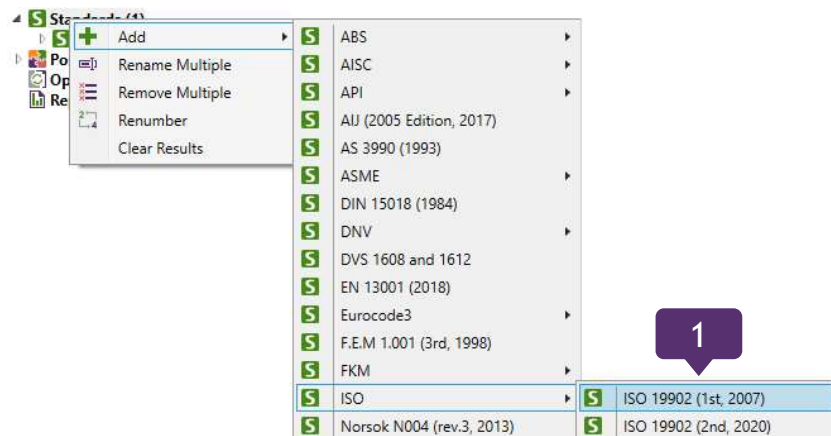 Standards (1)
Po
Op
Re
Add
Rename Multiple
Remove Multiple
Renumber
Clear Results
ABS
AISC
API
AIJ (2005 Edition, 2017)
AS 3990 (1993)
ASME
DIN 15018 (1984)
DNV
DVS 1608 and 1612
EN 13001 (2018)
Eurocode3
F.E.M 1.001 (3rd, 1998)
FKM
ISO
Norsok N004 (rev.3, 2013)
1
ISO 19902 (1st, 2007)
ISO 19902 (2nd, 2020)